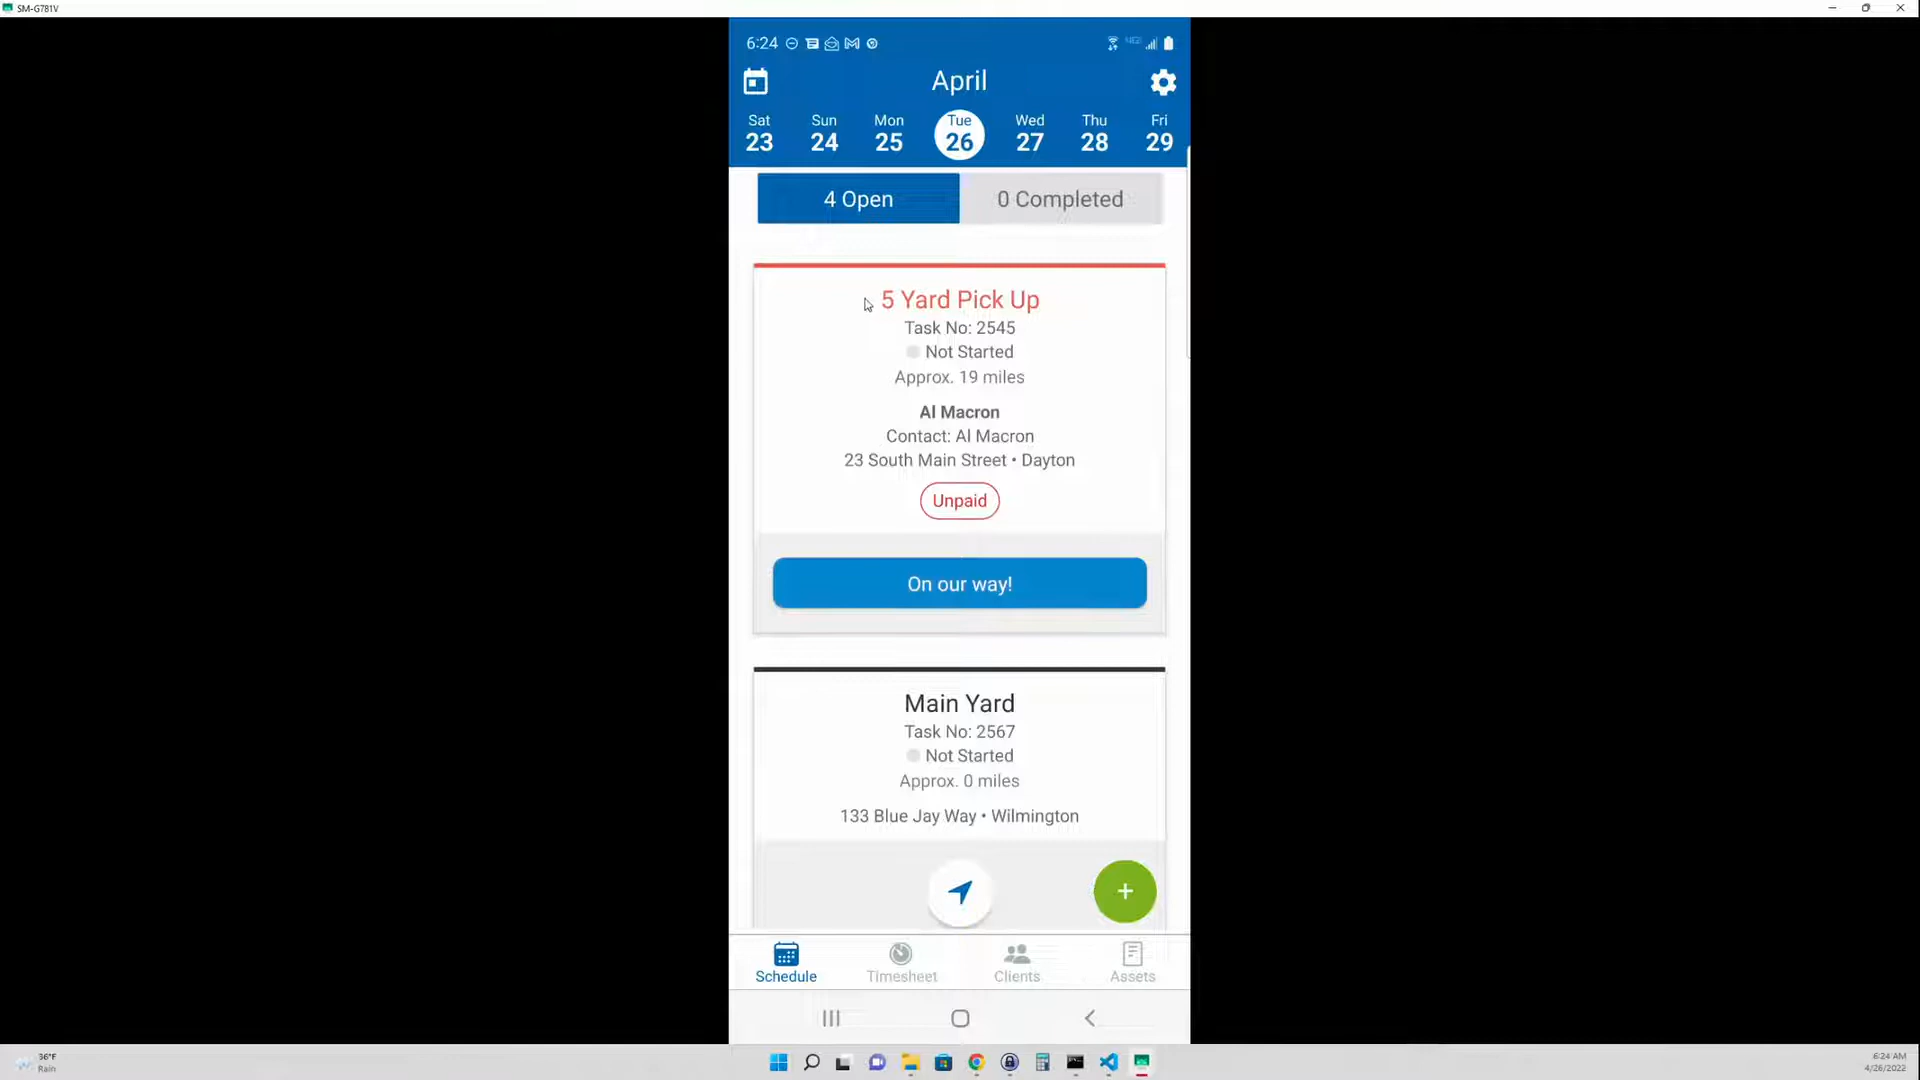 SM-G781V
6:24
April
Sat Sun Mon Tue Wed Thu Fri
23 24 25 26 27 28 29
4 Open 0 Completed
5 Yard Pick Up
Task No: 2545
Not Started
Approx. 19 miles
Al Macron
Contact: Al Macron
23 South Main Street • Dayton
Unpaid
On our way!
Main Yard
Task No: 2567
Not Started
Approx. 0 miles
133 Blue Jay Way • Wilmington
+
Schedule Timesheet Clients Assets
36°F
Rain
6:24 AM
4/26/2022